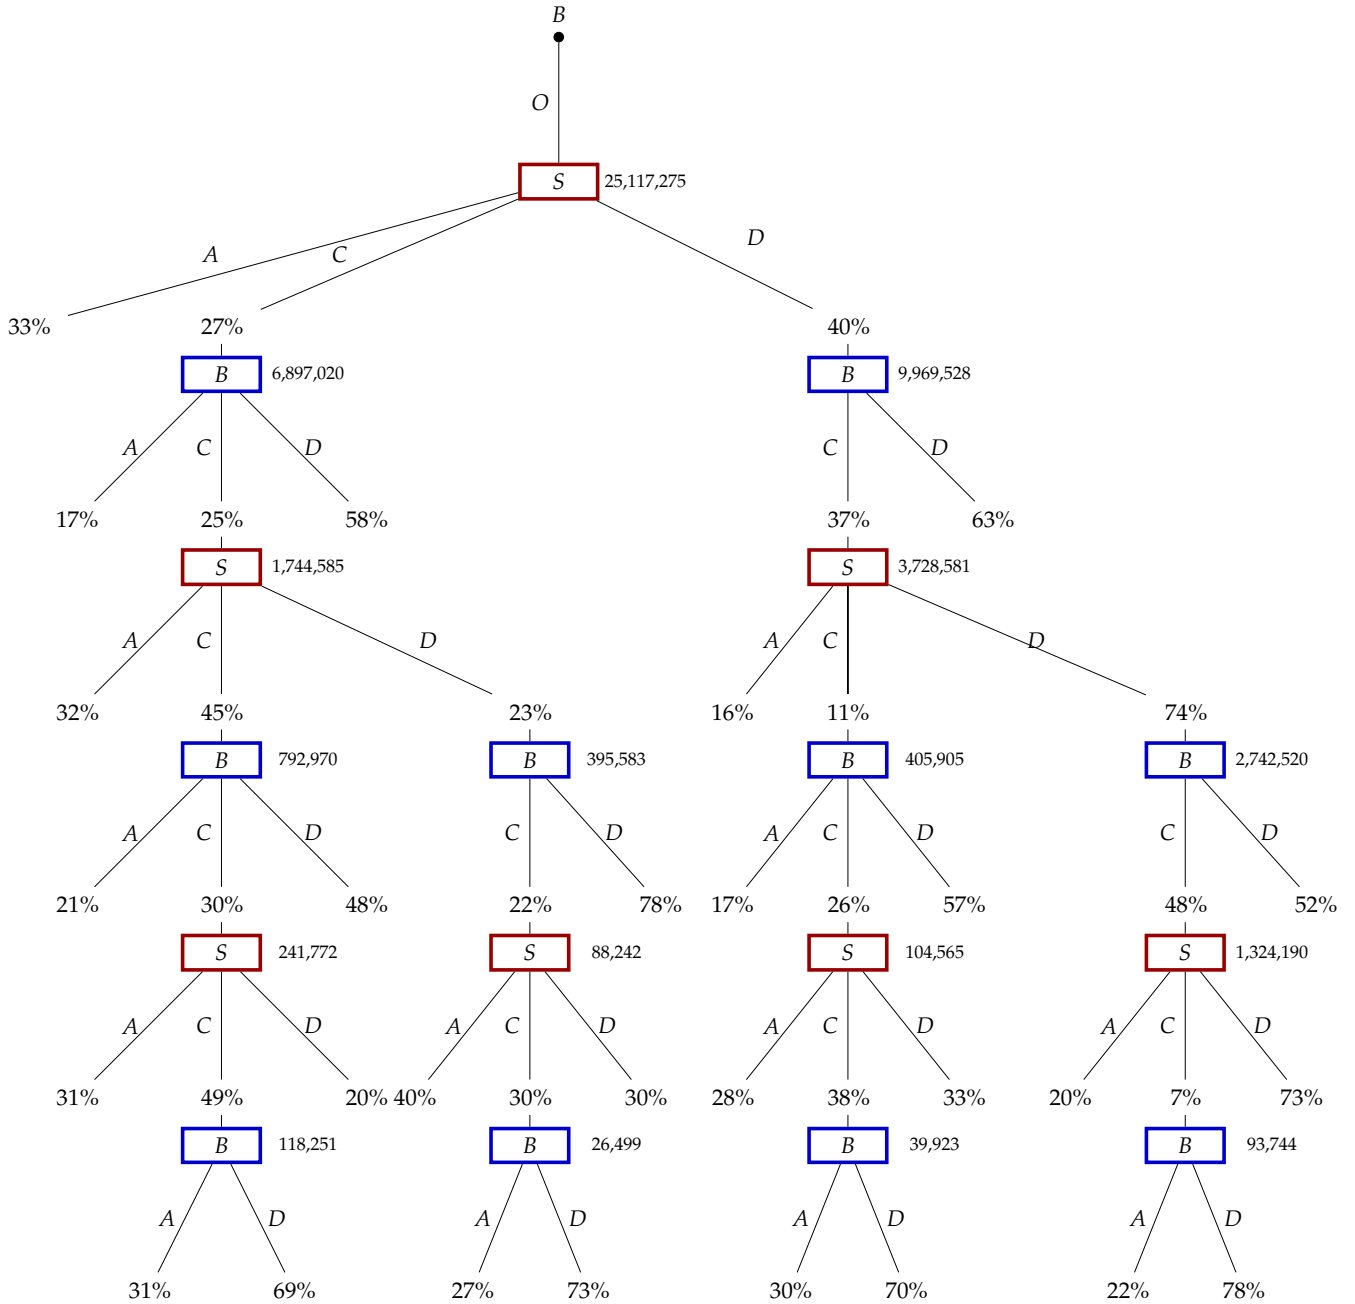 B
O
S 25,117,275
A C D
33% 27% 40%
B 6,897,020 B 9,969,528
A C D C D
17% 25% 58% 37% 63%
S 1,744,585 S 3,728,581
A C D A C D
32% 45% 23% 16% 11% 74%
B 792,970 B 395,583 B 405,905 B 2,742,520
A C D C D A C D C D
21% 30% 48% 22% 78% 17% 26% 57% 48% 52%
S 241,772 S 88,242 S 104,565 S 1,324,190
A C D A C D A C D A C D
31% 49% 20% 40% 30% 30% 28% 38% 33% 20% 7% 73%
B 118,251 B 26,499 B 39,923 B 93,744
A D A D A D A D
31% 69% 27% 73% 30% 70% 22% 78%